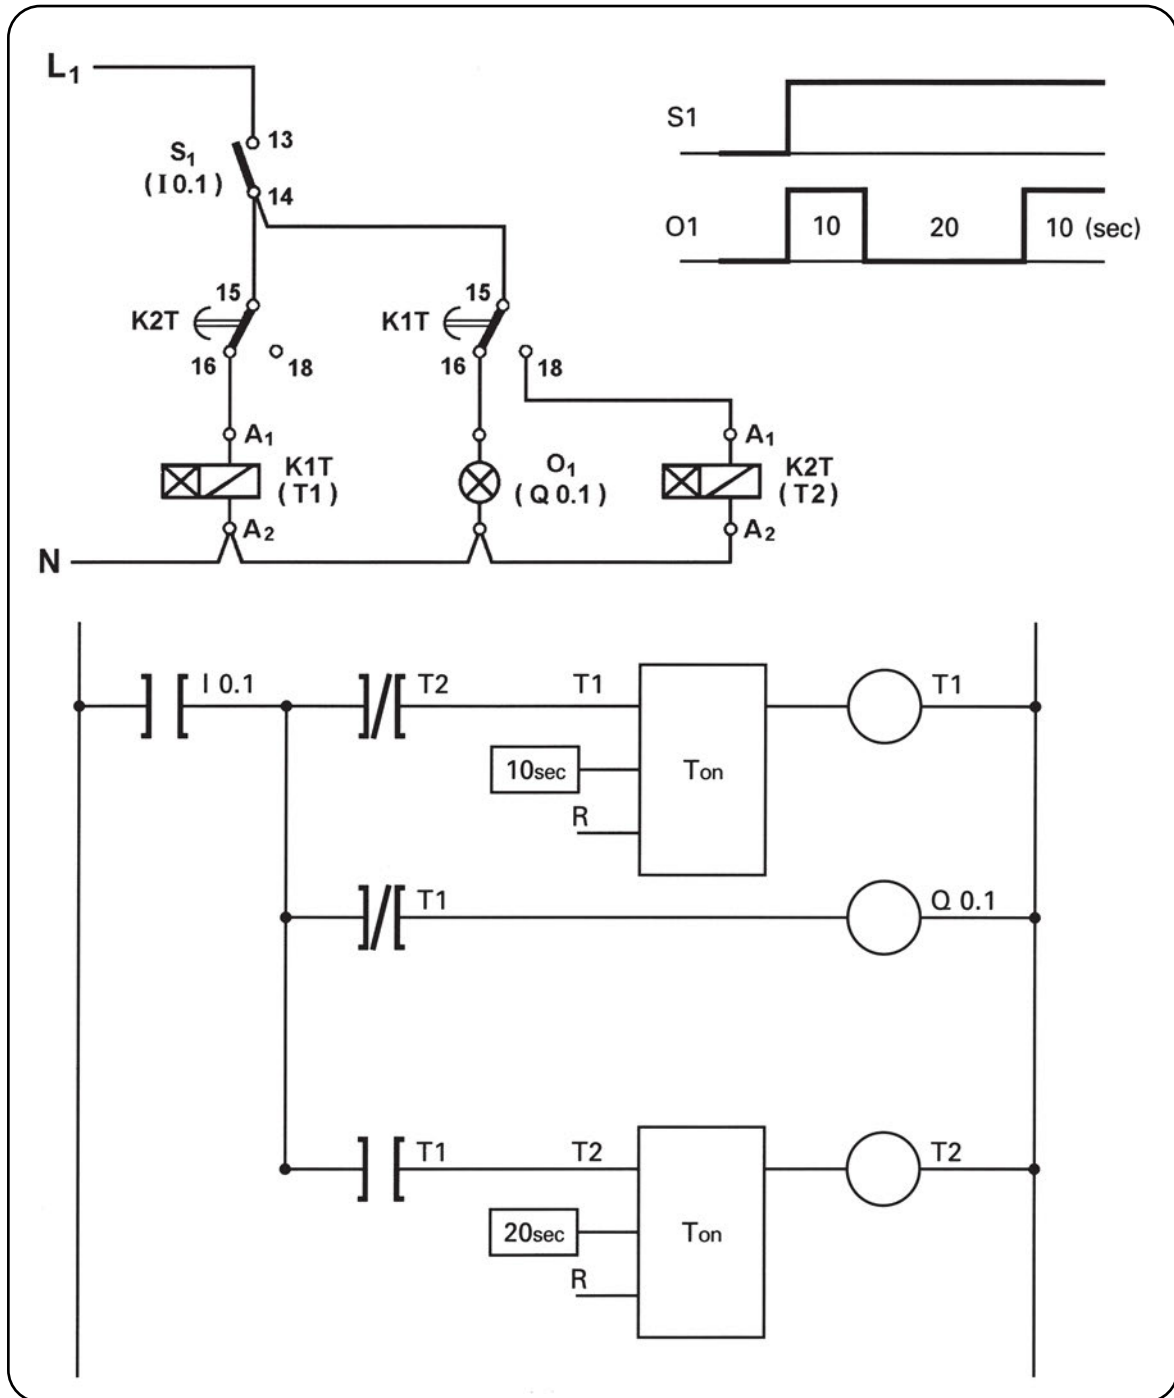 L1
13
S1
(I 0.1)
14
15
K2T
16
18
A1
K1T
(T1)
A2
15
K1T
16
18
O1
(Q 0.1)
A1
K2T
(T2)
A2
N
S1
O1
10
20
10 (sec)
I 0.1
T2
T1
10sec
R
Ton
T1
T1
Q 0.1
T1
T2
20sec
R
Ton
T2